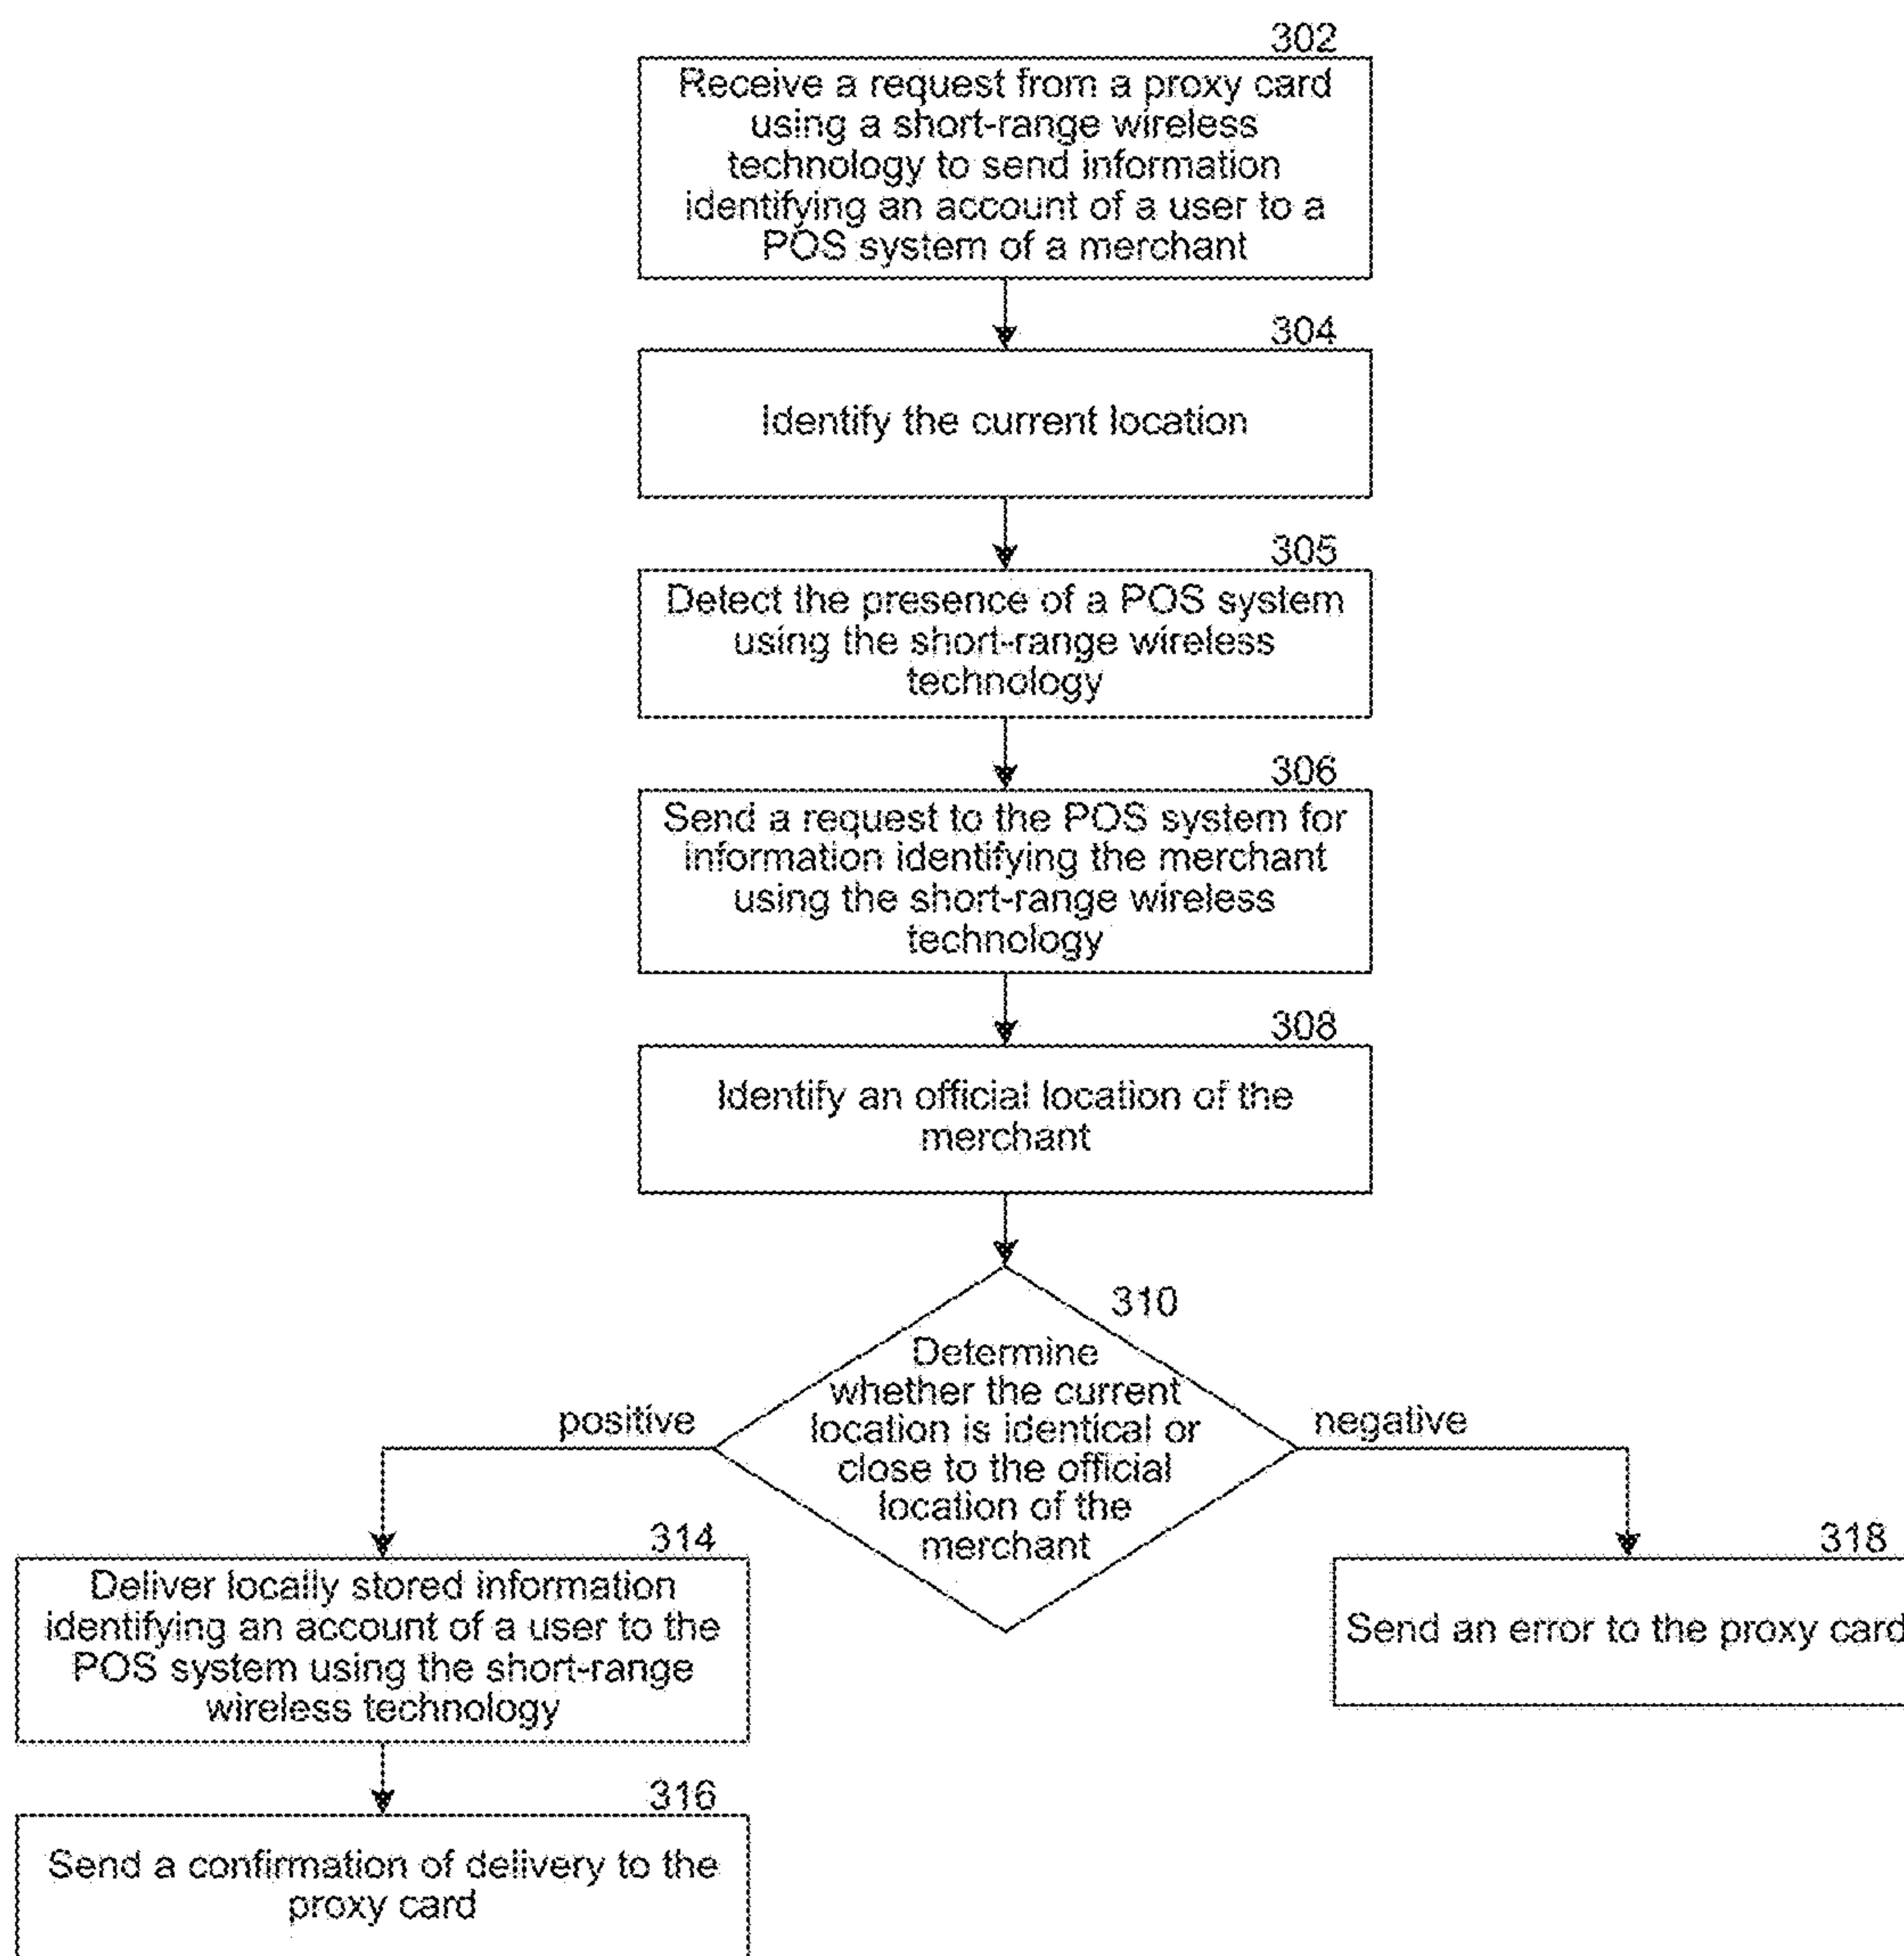 302
Receive a request from a proxy card
using a short-range wireless
technology to send information
identifying an account of a user to a
POS system of a merchant
304
Identify the current location
305
Detect the presence of a POS system
using the short-range wireless
technology
306
Send a request to the POS system for
information identifying the merchant
using the short-range wireless
technology
308
Identify an official location of the
merchant
310
Determine
whether the current
location is identical or
close to the official
location of the
merchant
positive
negative
314
Deliver locally stored information
identifying an account of a user to the
POS system using the short-range
wireless technology
318
Send an error to the proxy card
316
Send a confirmation of delivery to the
proxy card